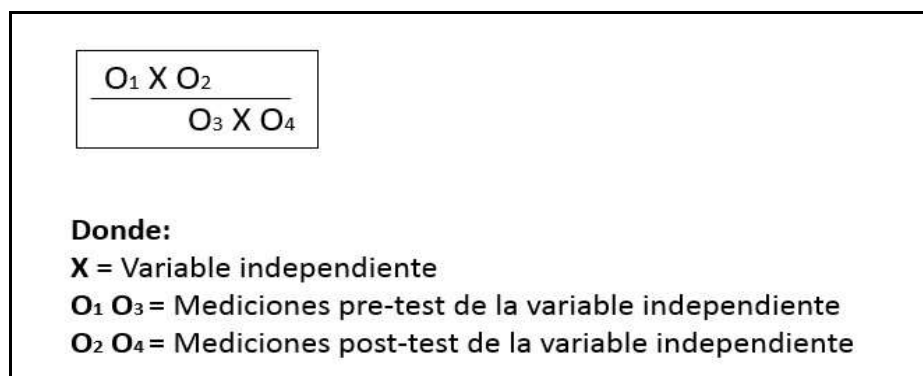 O₁ X O₂
O₃ X O₄
Donde:
X = Variable independiente
O₁ O₃ = Mediciones pre-test de la variable independiente
O₂ O₄ = Mediciones post-test de la variable independiente